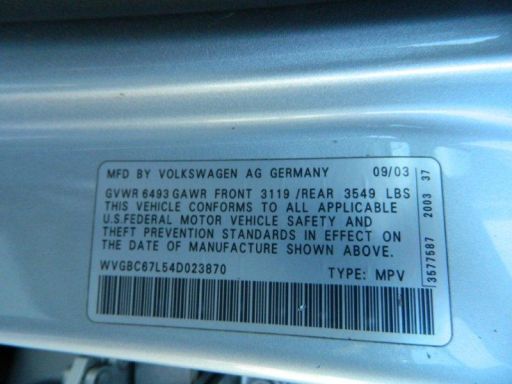 MFD BY VOLKSWAGEN AG GERMANY 09/03
GVWR 6493 GAWR FRONT 3119 /REAR 3549 LBS
THIS VEHICLE CONFORMS TO ALL APPLICABLE
U.S.FEDERAL MOTOR VEHICLE SAFETY AND
THEFT PREVENTION STANDARDS IN EFFECT ON
THE DATE OF MANUFACTURE SHOWN ABOVE.
WVGBC67L54D023870 TYPE: MPV
3577587 2003 37